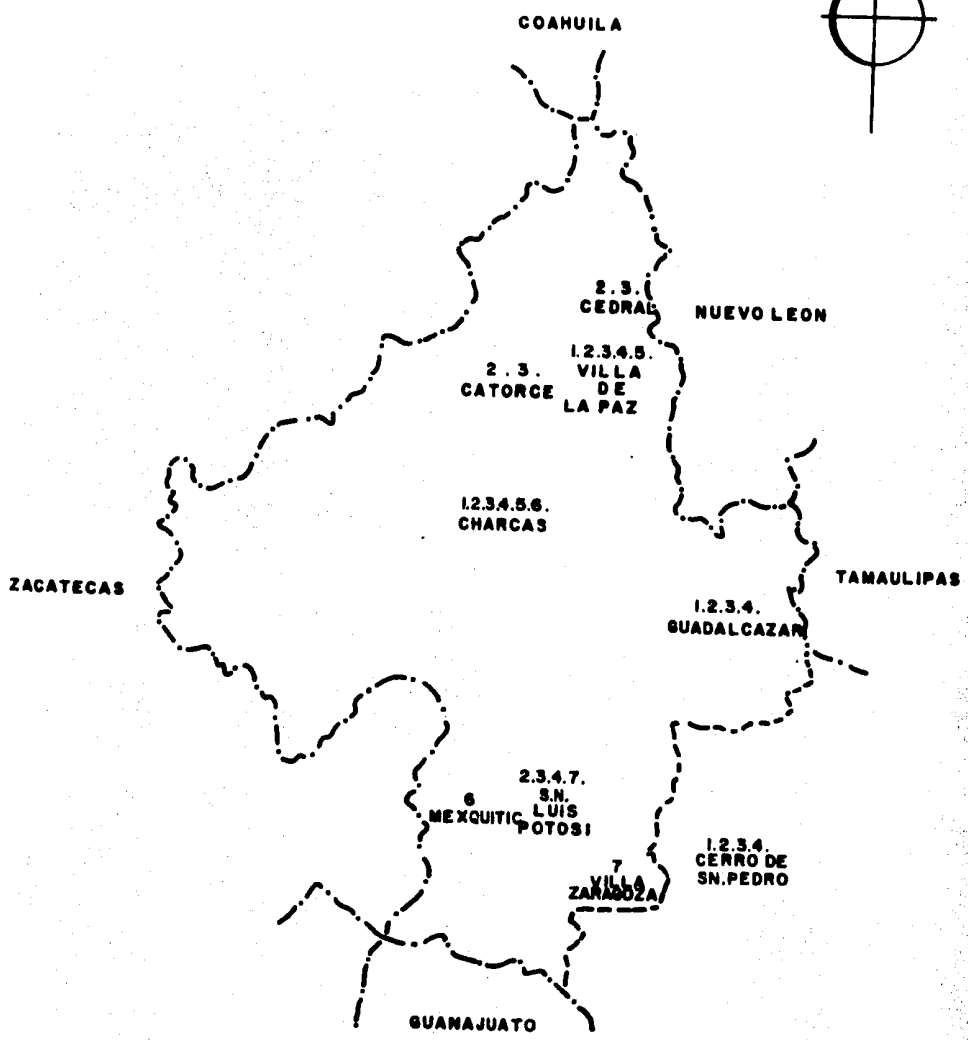 COAHUILA
2.3.
CEDRAL
NUEVO LEON
1.2.3.4.5.
VILLA
DE
LA PAZ
2.3.
CATORCE
1.2.3.4.5.6.
CHARCAS
ZACATECAS
TAMAULIPAS
1.2.3.4.
GUADALCAZAR
2.3.4.7.
S.N.
LUIS
POTOSI
6
MEXQUITIC
1.2.3.4.
CERRO DE
SN.PEDRO
7
VILLA
ZARAGOZA
GUANAJUATO